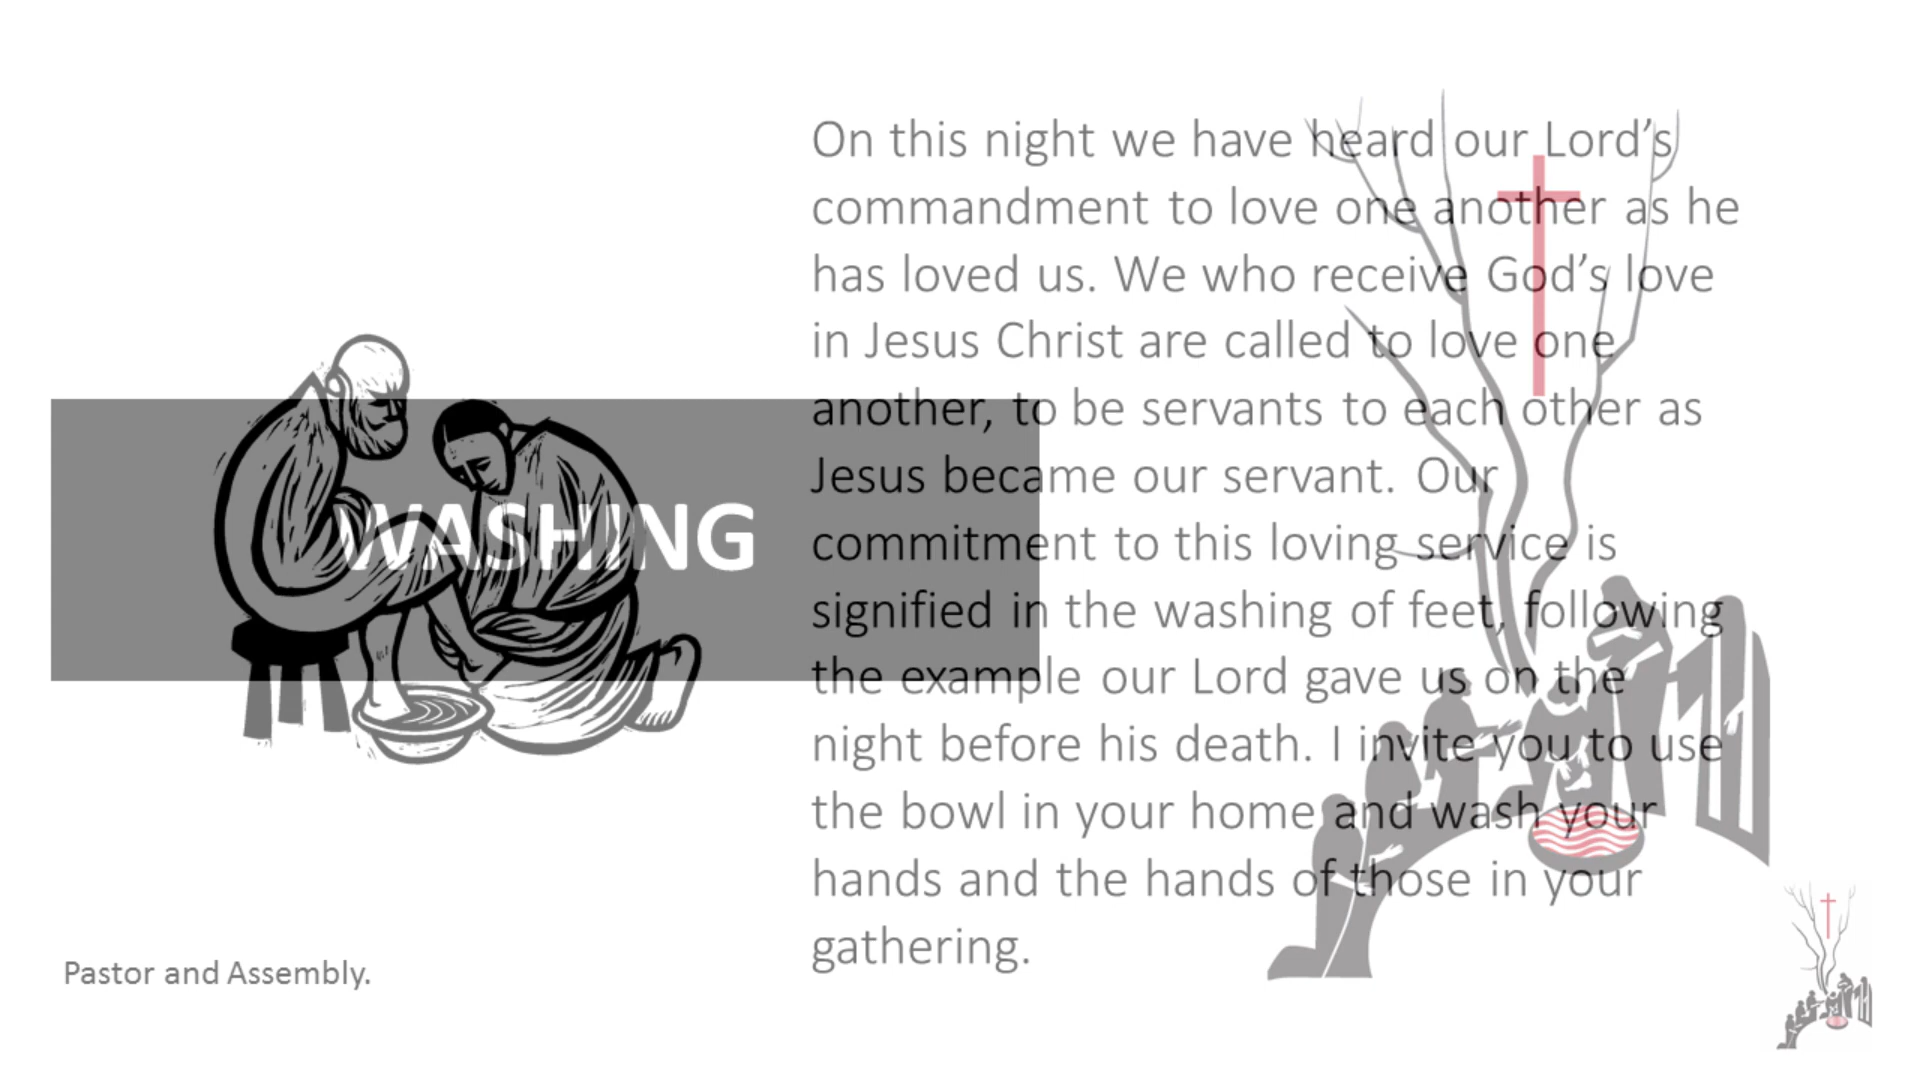 WASHING
Pastor and Assembly.
On this night we have heard our Lord’s
commandment to love one another as he
has loved us. We who receive God’s love
in Jesus Christ are called to love one
another, to be servants to each other as
Jesus became our servant. Our
commitment to this loving service is
signified in the washing of feet, following
the example our Lord gave us on the
night before his death. I invite you to use
the bowl in your home and wash your
hands and the hands of those in your
gathering.